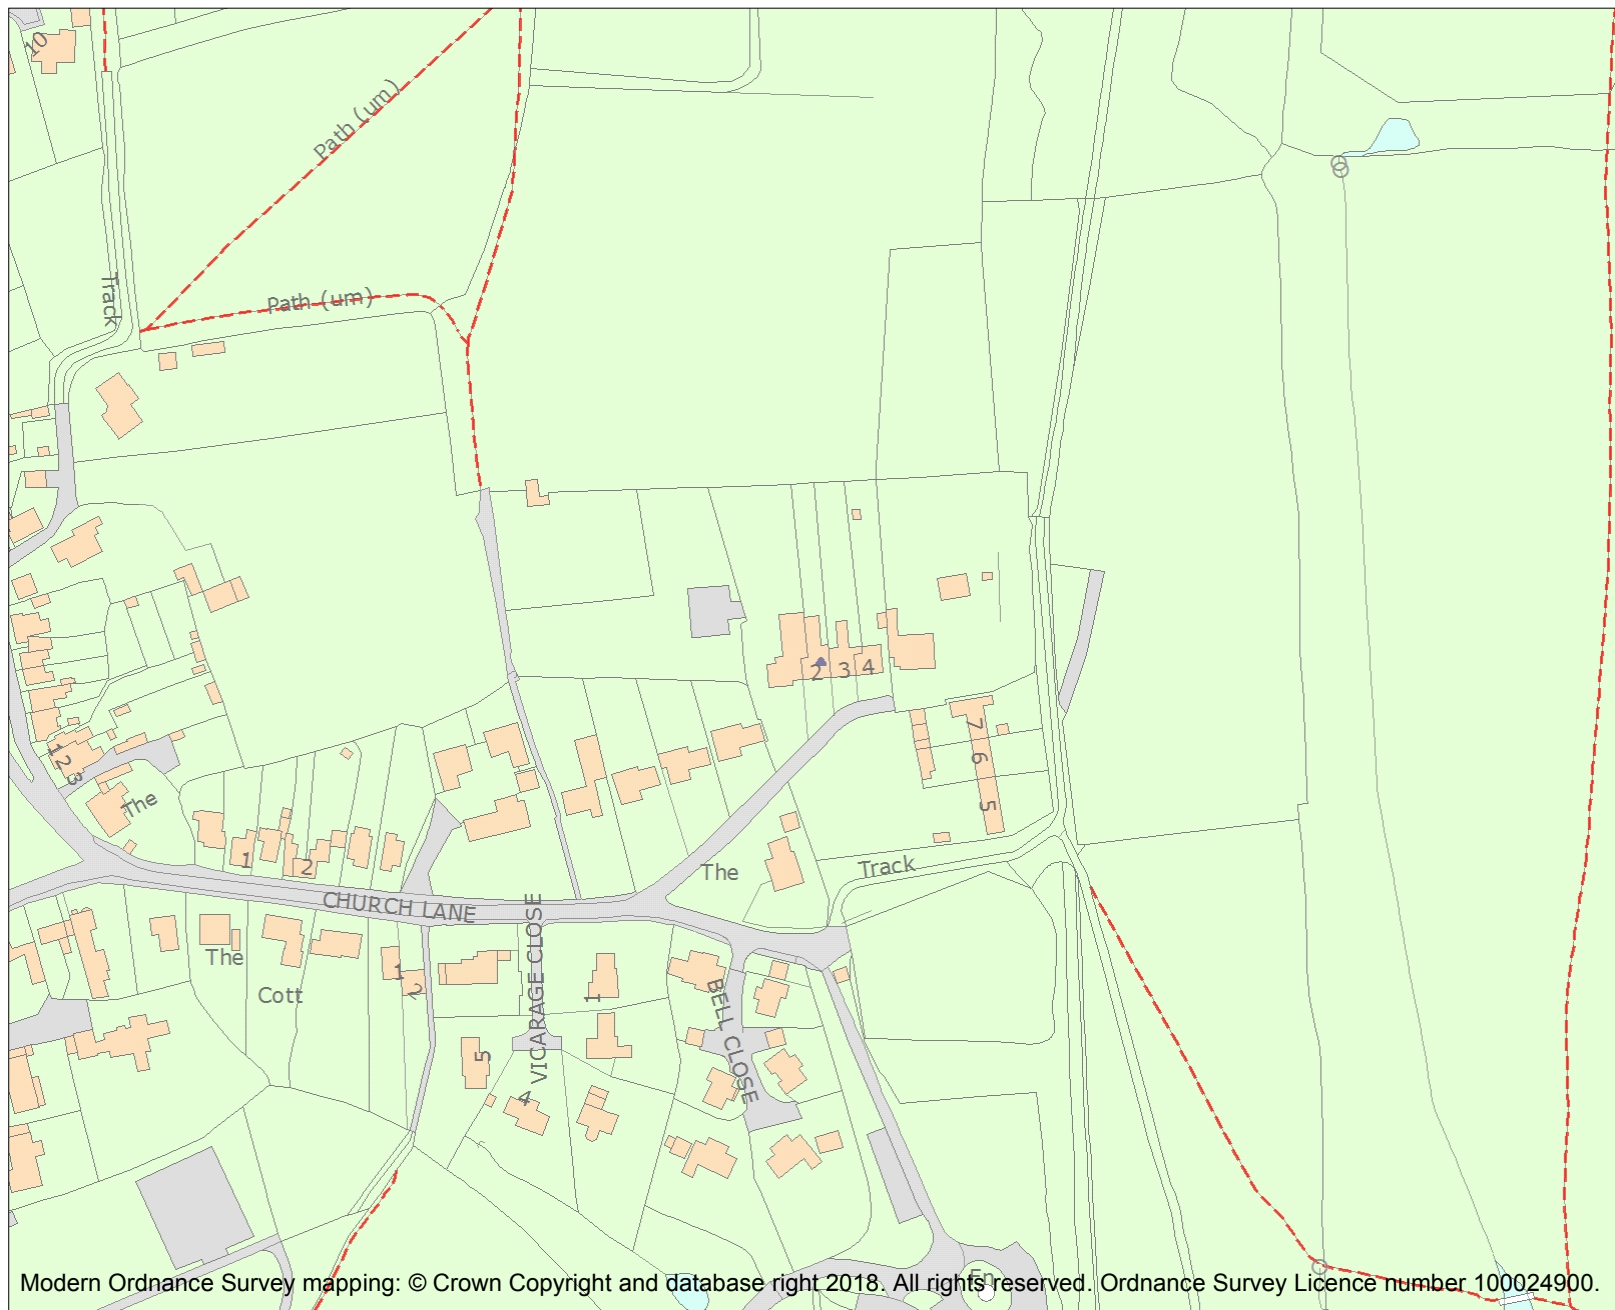 10
Path (um)
Track
Path (um)
2 3 4
7
6
5
1
2
3
The
1
2
The
Track
CHURCH LANE
The
Cott
1
2
VICARAGE CLOSE
1
BELL CLOSE
5
4
En
Modern Ordnance Survey mapping: © Crown Copyright and database right 2018. All rights reserved. Ordnance Survey Licence number 100024900.